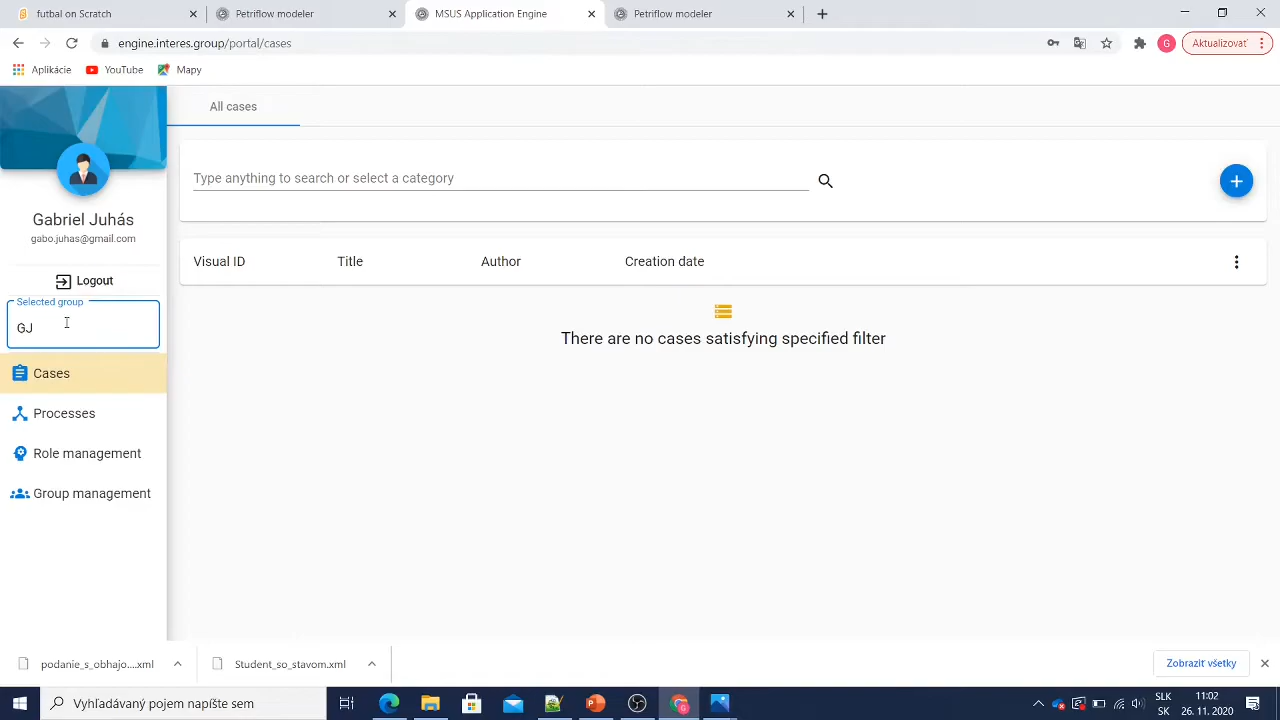 futbal on Scratch
Petriflow modeler
MSUS Application Engine
Petriflow modeler
engine.interes.group/portal/cases
Aktualizovať
Aplikácie
YouTube
Mapy
All cases
Type anything to search or select a category
Gabriel Juhás
gabo.juhas@gmail.com
Logout
Selected group
GJ
Cases
Processes
Role management
Group management
Visual ID Title Author Creation date
There are no cases satisfying specified filter
podanie_s_obhajo....xml
Student_so_stavom.xml
Zobraziť všetky
Vyhľadávaný pojem napíšte sem
SLK
SK
11:02
26. 11. 2020